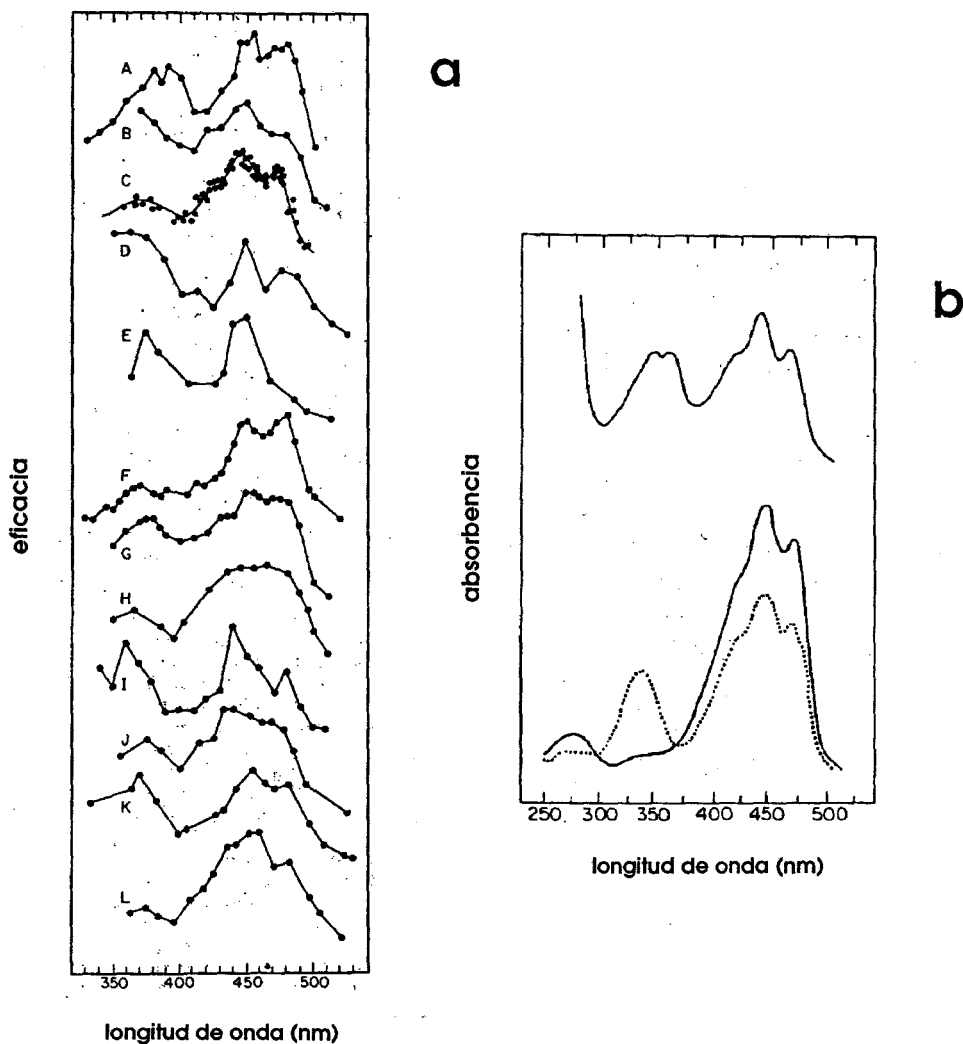 a
A
B
C
D
E
F
G
H
I
J
K
L
eficacia
350 400 450 500
longitud de onda (nm)
b
absorbencia
250 300 350 400 450 500
longitud de onda (nm)